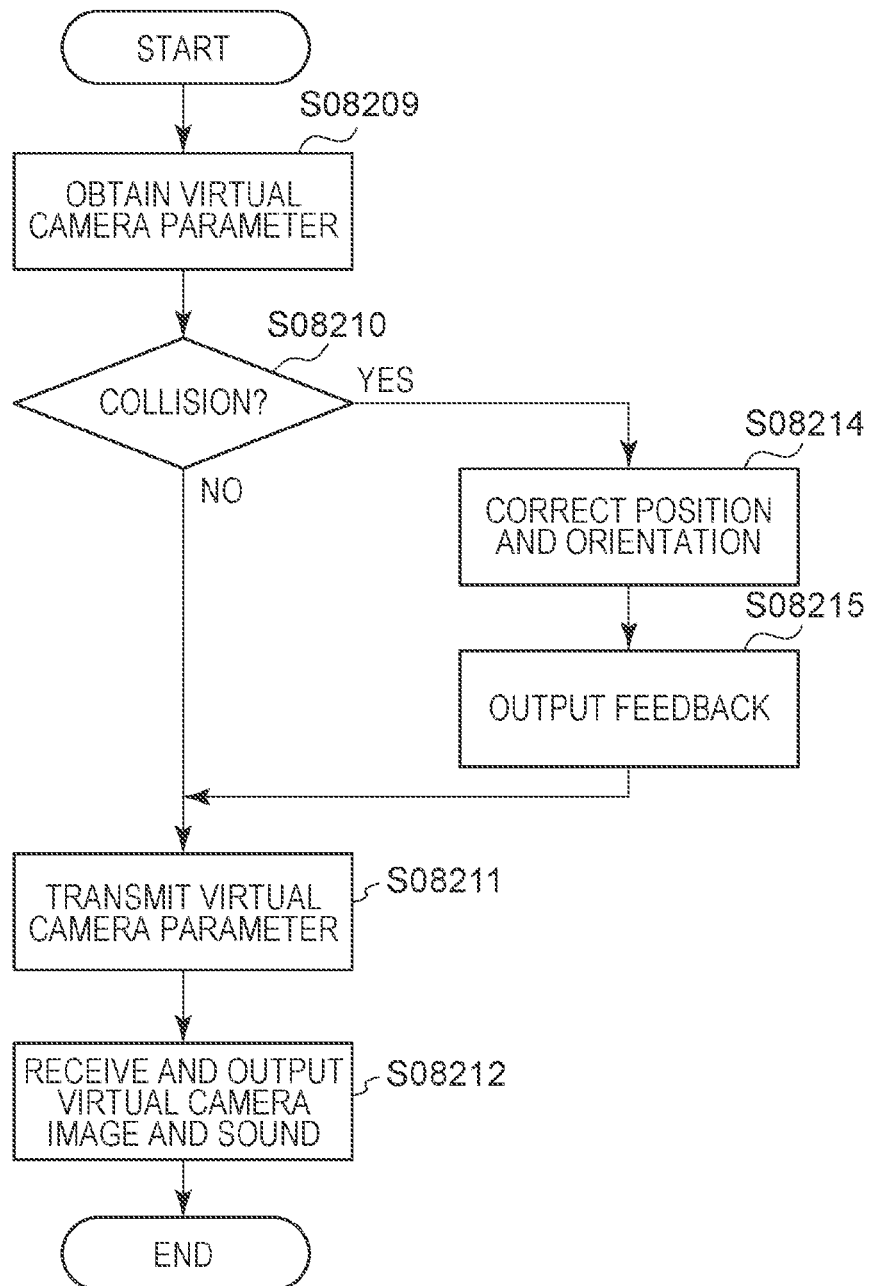 START
S08209
OBTAIN VIRTUAL
CAMERA PARAMETER
S08210
COLLISION?
YES
NO
S08214
CORRECT POSITION
AND ORIENTATION
S08215
OUTPUT FEEDBACK
TRANSMIT VIRTUAL
CAMERA PARAMETER
S08211
RECEIVE AND OUTPUT
VIRTUAL CAMERA
IMAGE AND SOUND
S08212
END